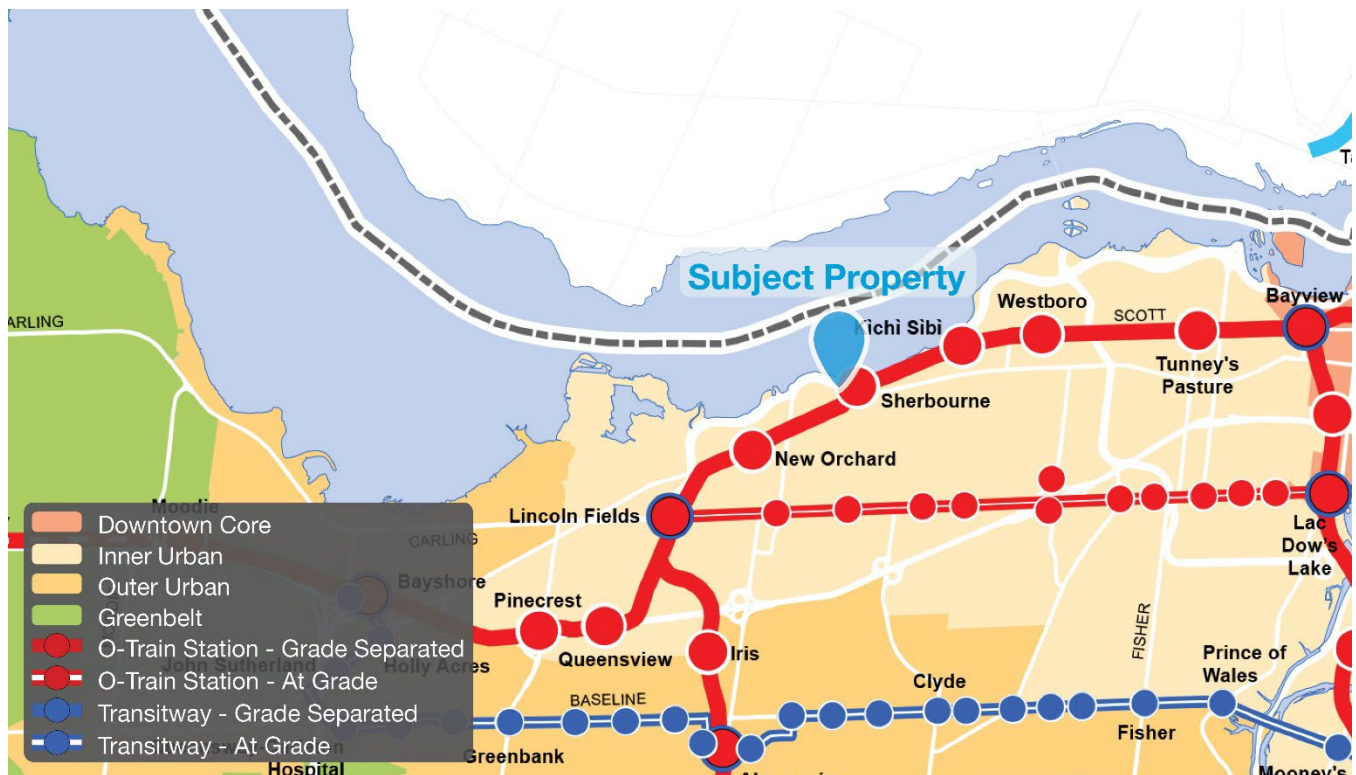 Subject Property
Westboro
Bayview
Kìchì Sìbì
SCOTT
CARLING
Tunney's
Pasture
Sherbourne
New Orchard
Lincoln Fields
Lac
Dow's
Lake
Moodie
CARLING
Bayshore
Pinecrest
Queensview
Iris
Holly Acres
John Sutherland
FISHER
Prince of
Wales
Clyde
BASELINE
Greenbank
Fisher
Hospital
Mooney's
Downtown Core
Inner Urban
Outer Urban
Greenbelt
O-Train Station - Grade Separated
O-Train Station - At Grade
Transitway - Grade Separated
Transitway - At Grade